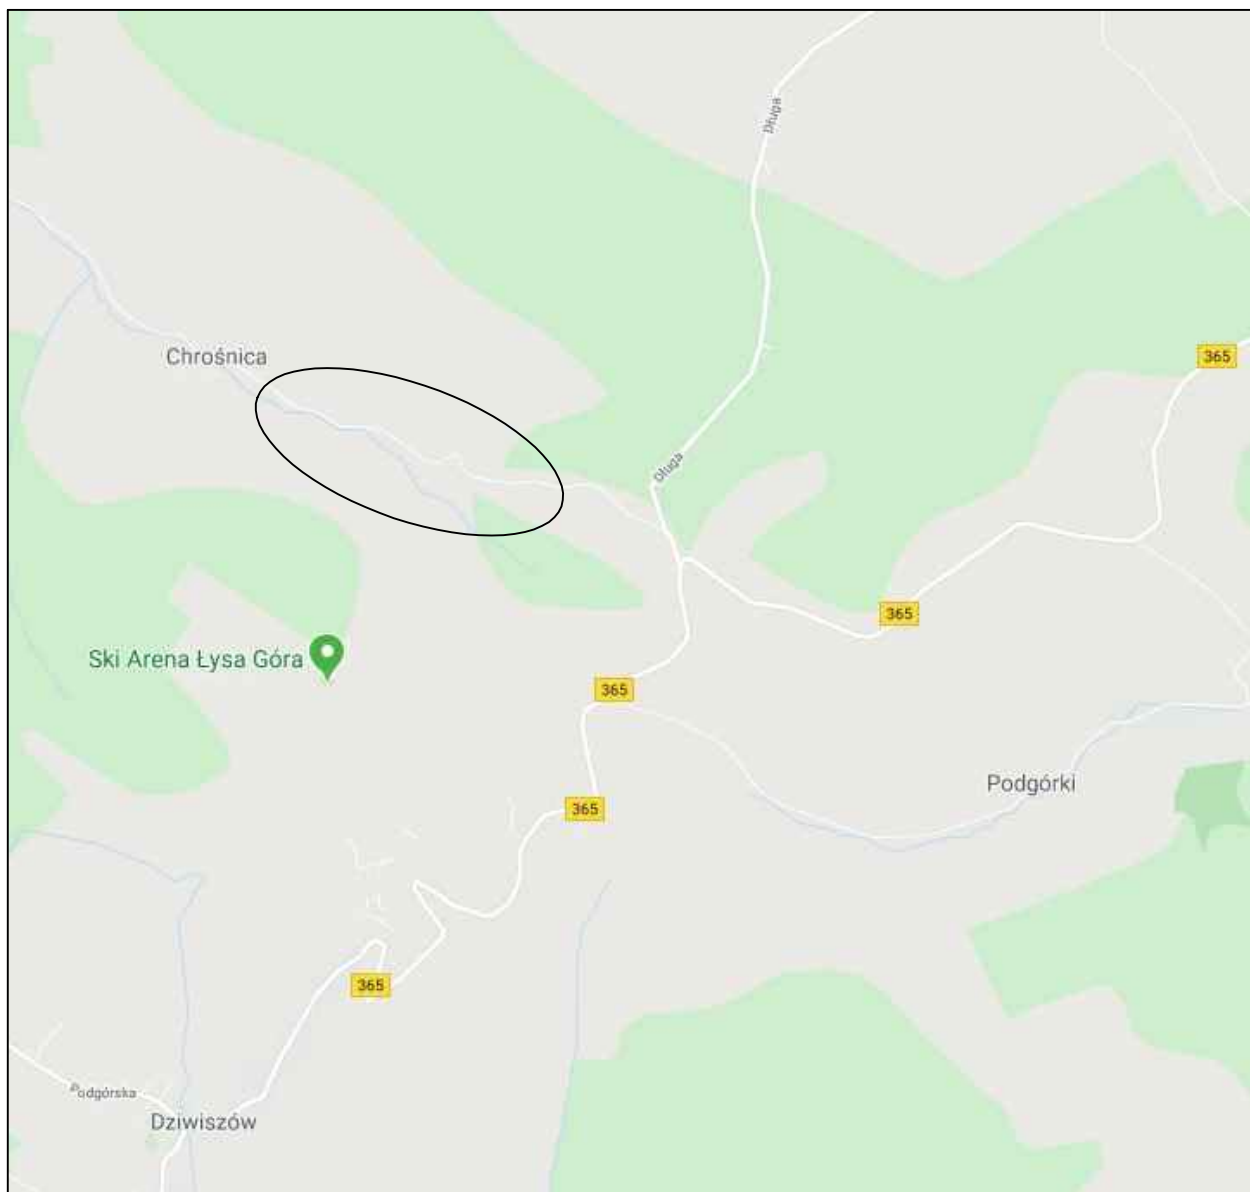 Długa
Chrośnica
365
Długa
365
Ski Arena Łysa Góra
365
Podgórki
365
365
Podgórska
Dziwiszów